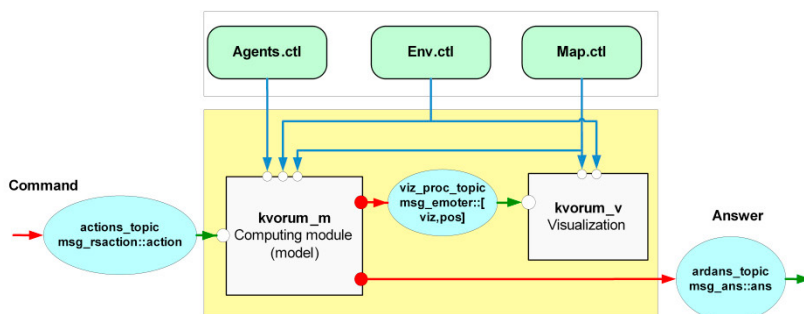 Agents.ctl
Env.ctl
Map.ctl
Command
actions_topic
msg_rsaction::action
kvorum_m
Computing module
(model)
viz_proc_topic
msg_emoter::[
viz,pos]
kvorum_v
Visualization
Answer
ardans_topic
msg_ans::ans